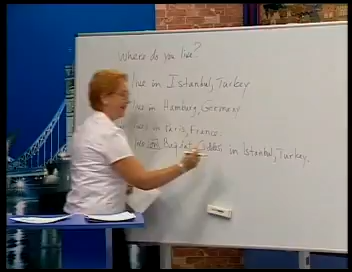 Where do you live?
live in Istanbul, Turkey
live in Hamburg, Germany
live in Paris, France.
live Bagdat Caddesi in Istanbul, Turkey.